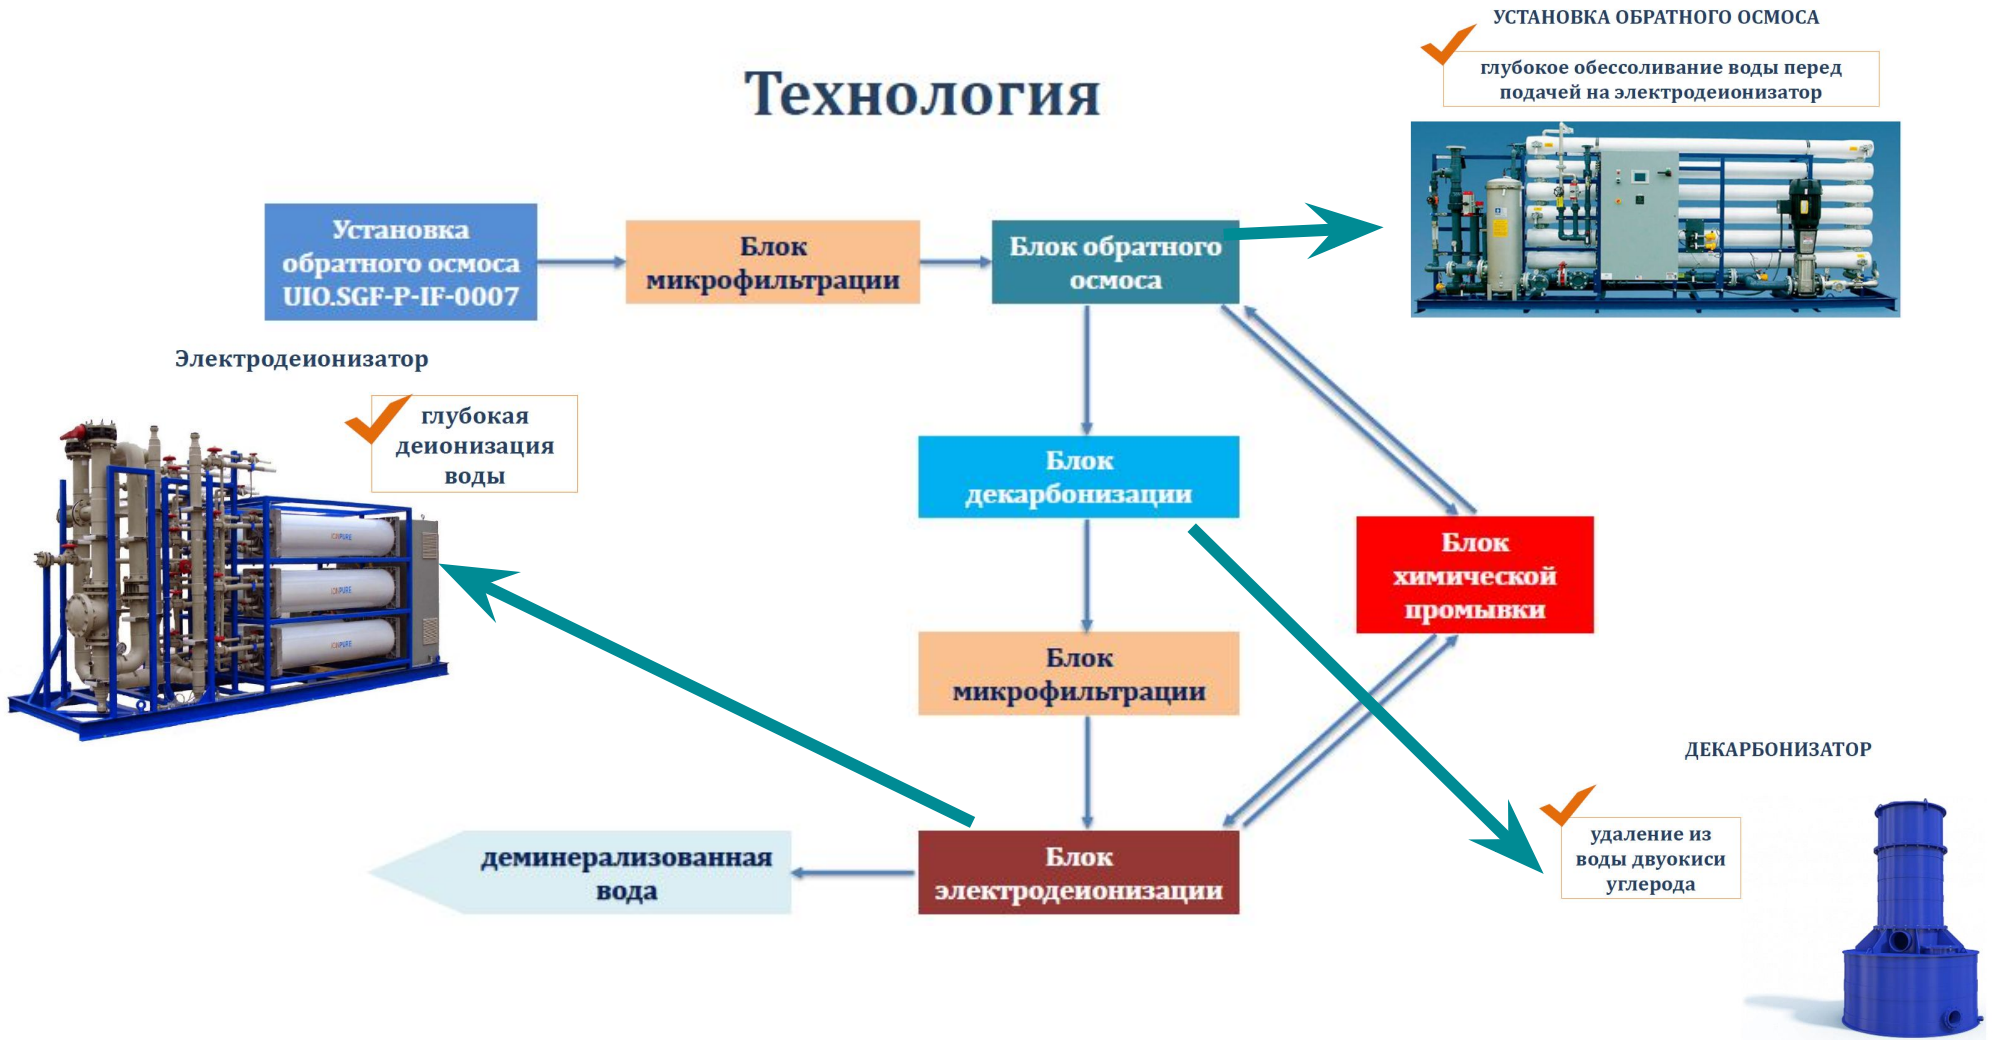 УСТАНОВКА ОБРАТНОГО ОСМОСА
глубокое обессоливание воды перед
подачей на электродеионизатор
Технология
Установка
обратного осмоса
UIO.SGF-P-IF-0007
Блок
микрофильтрации
Блок обратного
осмоса
Электродеионизатор
глубокая
деионизация
воды
Блок
декарбонизации
Блок
химической
промывки
Блок
микрофильтрации
ДЕКАРБОНИЗАТОР
удаление из
воды двуокиси
углерода
деминерализованная
вода
Блок
электродеионизации